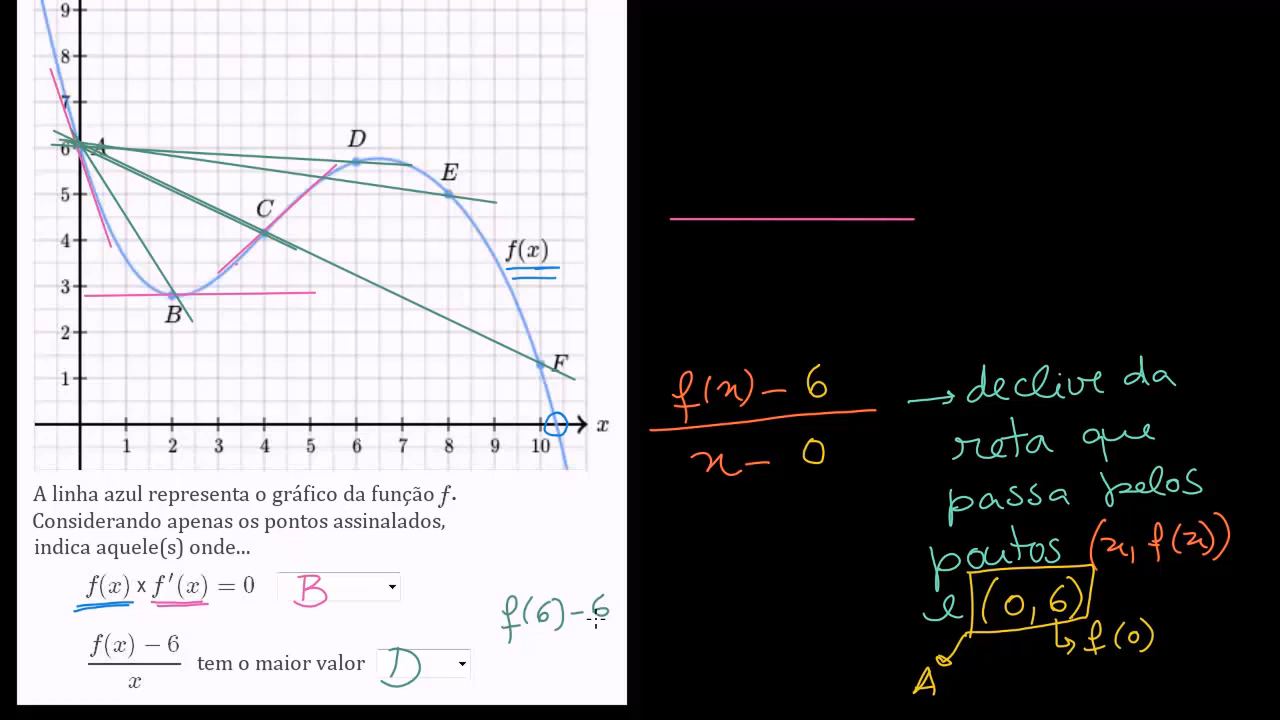 9
8
7
6 A D
5 E
C
4 f(x)
3
B
2
1 F
1 2 3 4 5 6 7 8 9 10 x
A linha azul representa o gráfico da função f.
Considerando apenas os pontos assinalados,
indica aquele(s) onde...
f(x) x f'(x) = 0 B
f(6) - 6
f(x) - 6
x
tem o maior valor D
f(x) - 6
x - 0
→ declive da
reta que
passa pelos
pontos (x, f(x))
e (0, 6)
↳ f(0)
A